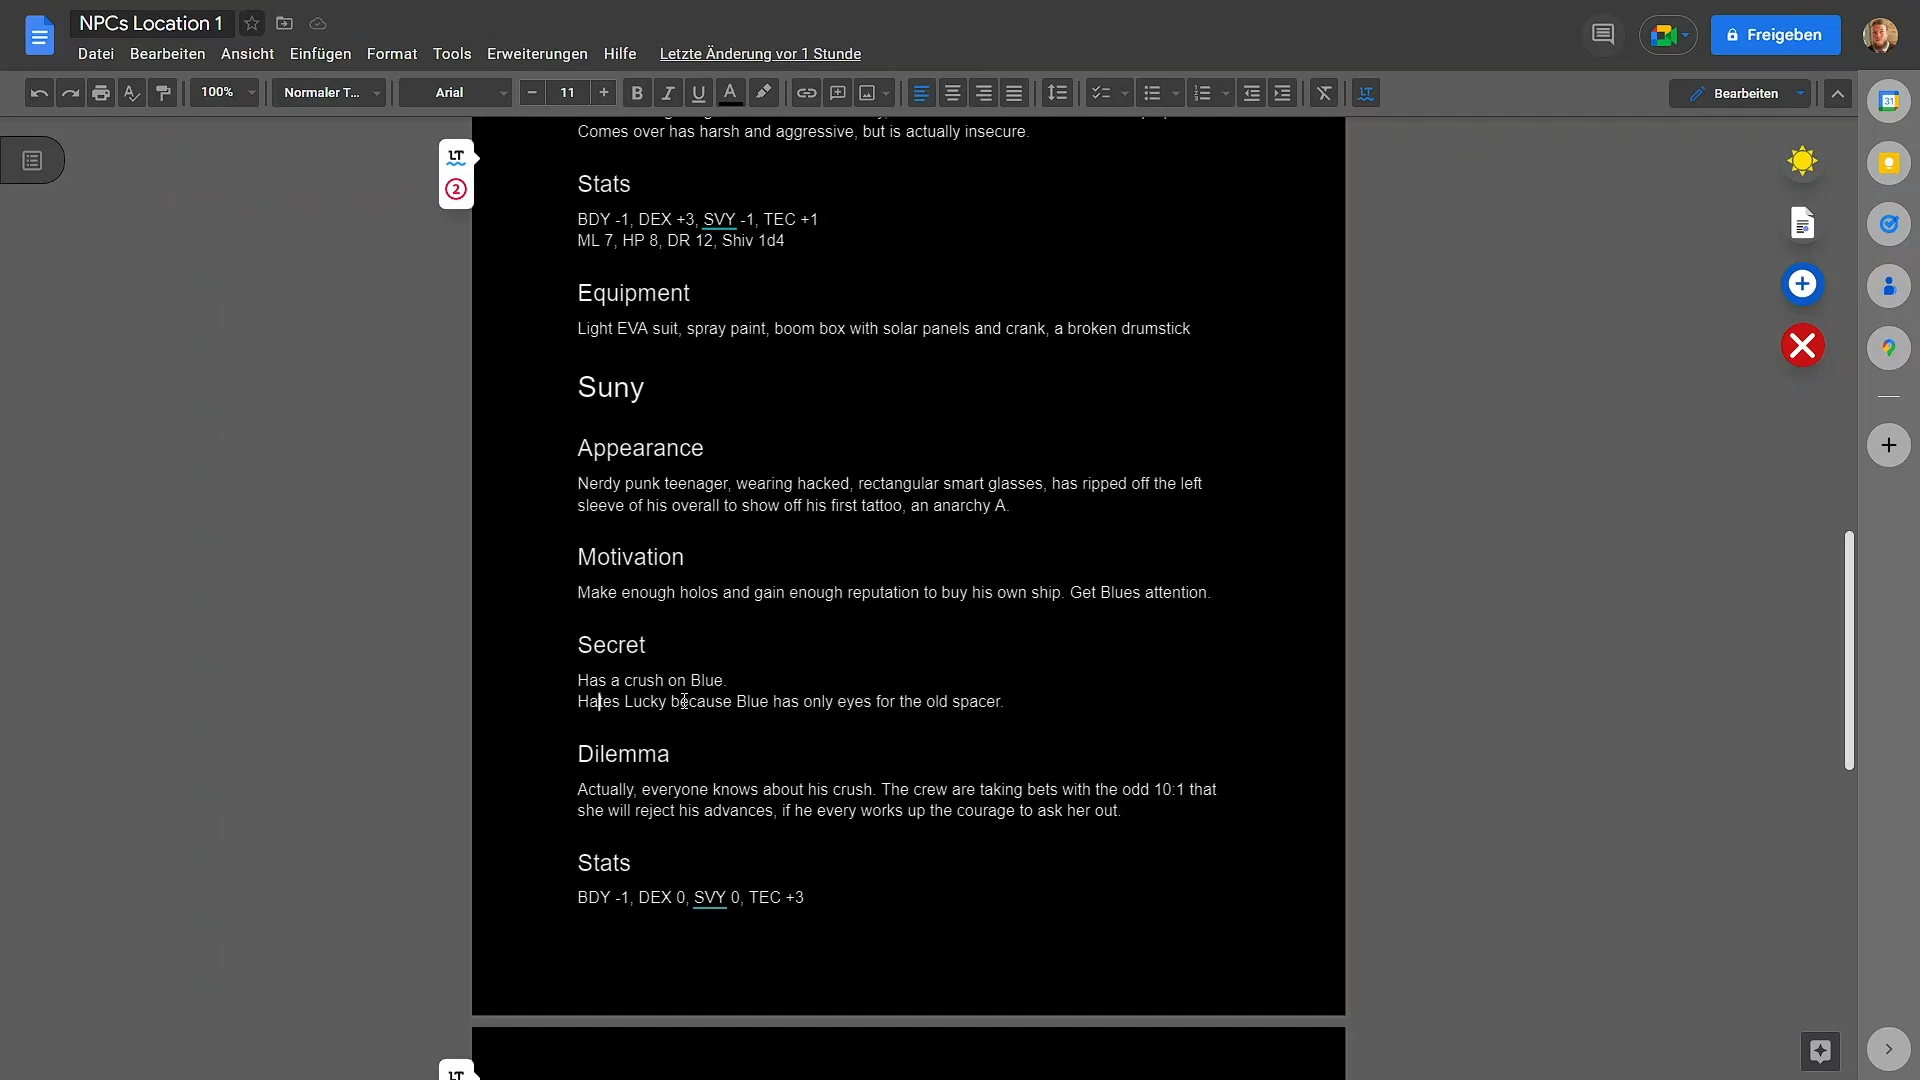 NPCs Location 1
Datei Bearbeiten Ansicht Einfügen Format Tools Erweiterungen Hilfe Letzte Änderung vor 1 Stunde
Freigeben
100% Normaler T... Arial 11 Bearbeiten
Comes over has harsh and aggressive, but is actually insecure.
Stats
BDY -1, DEX +3, SVY -1, TEC +1
ML 7, HP 8, DR 12, Shiv 1d4
Equipment
Light EVA suit, spray paint, boom box with solar panels and crank, a broken drumstick
Suny
Appearance
Nerdy punk teenager, wearing hacked, rectangular smart glasses, has ripped off the left
sleeve of his overall to show off his first tattoo, an anarchy A.
Motivation
Make enough holos and gain enough reputation to buy his own ship. Get Blues attention.
Secret
Has a crush on Blue.
Hates Lucky because Blue has only eyes for the old spacer.
Dilemma
Actually, everyone knows about his crush. The crew are taking bets with the odd 10:1 that
she will reject his advances, if he every works up the courage to ask her out.
Stats
BDY -1, DEX 0, SVY 0, TEC +3
LT
2
31